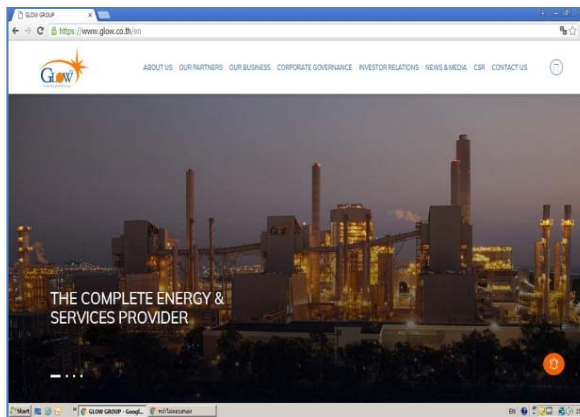 GLOW GROUP
https://www.glow.co.th/en
GLOW
ABOUT US OUR PARTNERS OUR BUSINESS CORPORATE GOVERNANCE INVESTOR RELATIONS NEWS & MEDIA CSR CONTACT US
THE COMPLETE ENERGY &
SERVICES PROVIDER
Start
GLOW GROUP - Googl...
EN